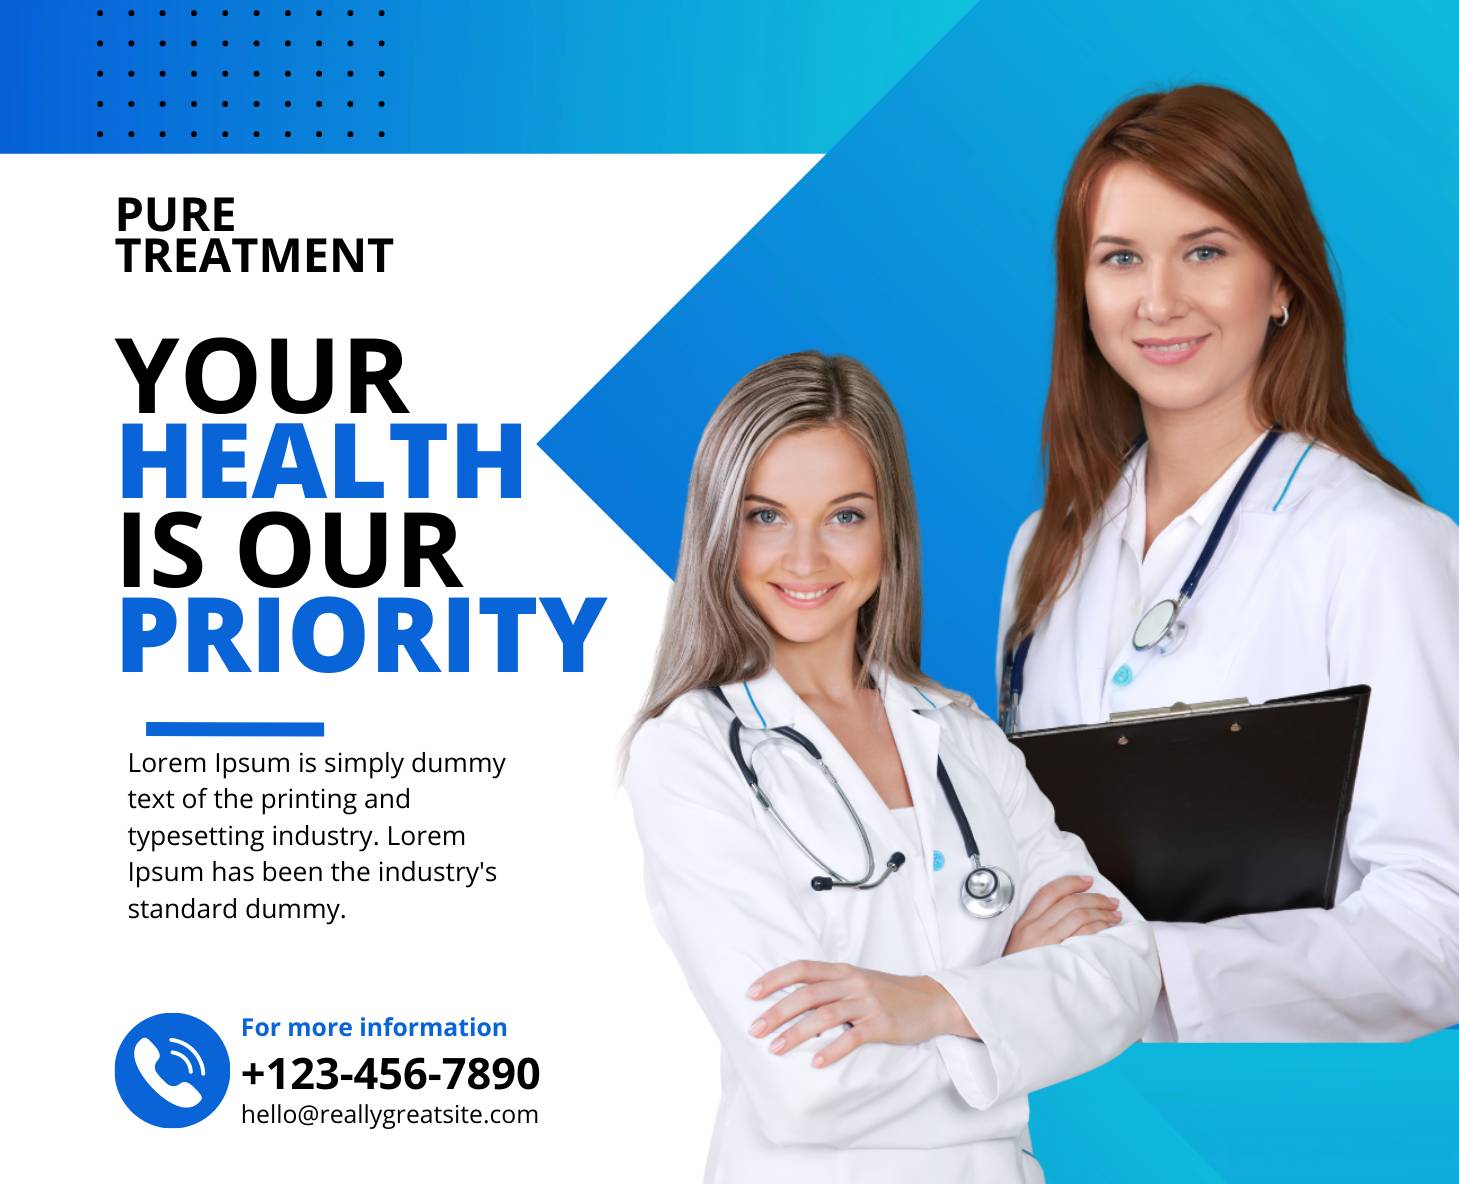 PURE
TREATMENT
YOUR
HEALTH
IS OUR
PRIORITY
Lorem Ipsum is simply dummy
text of the printing and
typesetting industry. Lorem
Ipsum has been the industry's
standard dummy.
For more information
+123-456-7890
hello@reallygreatsite.com